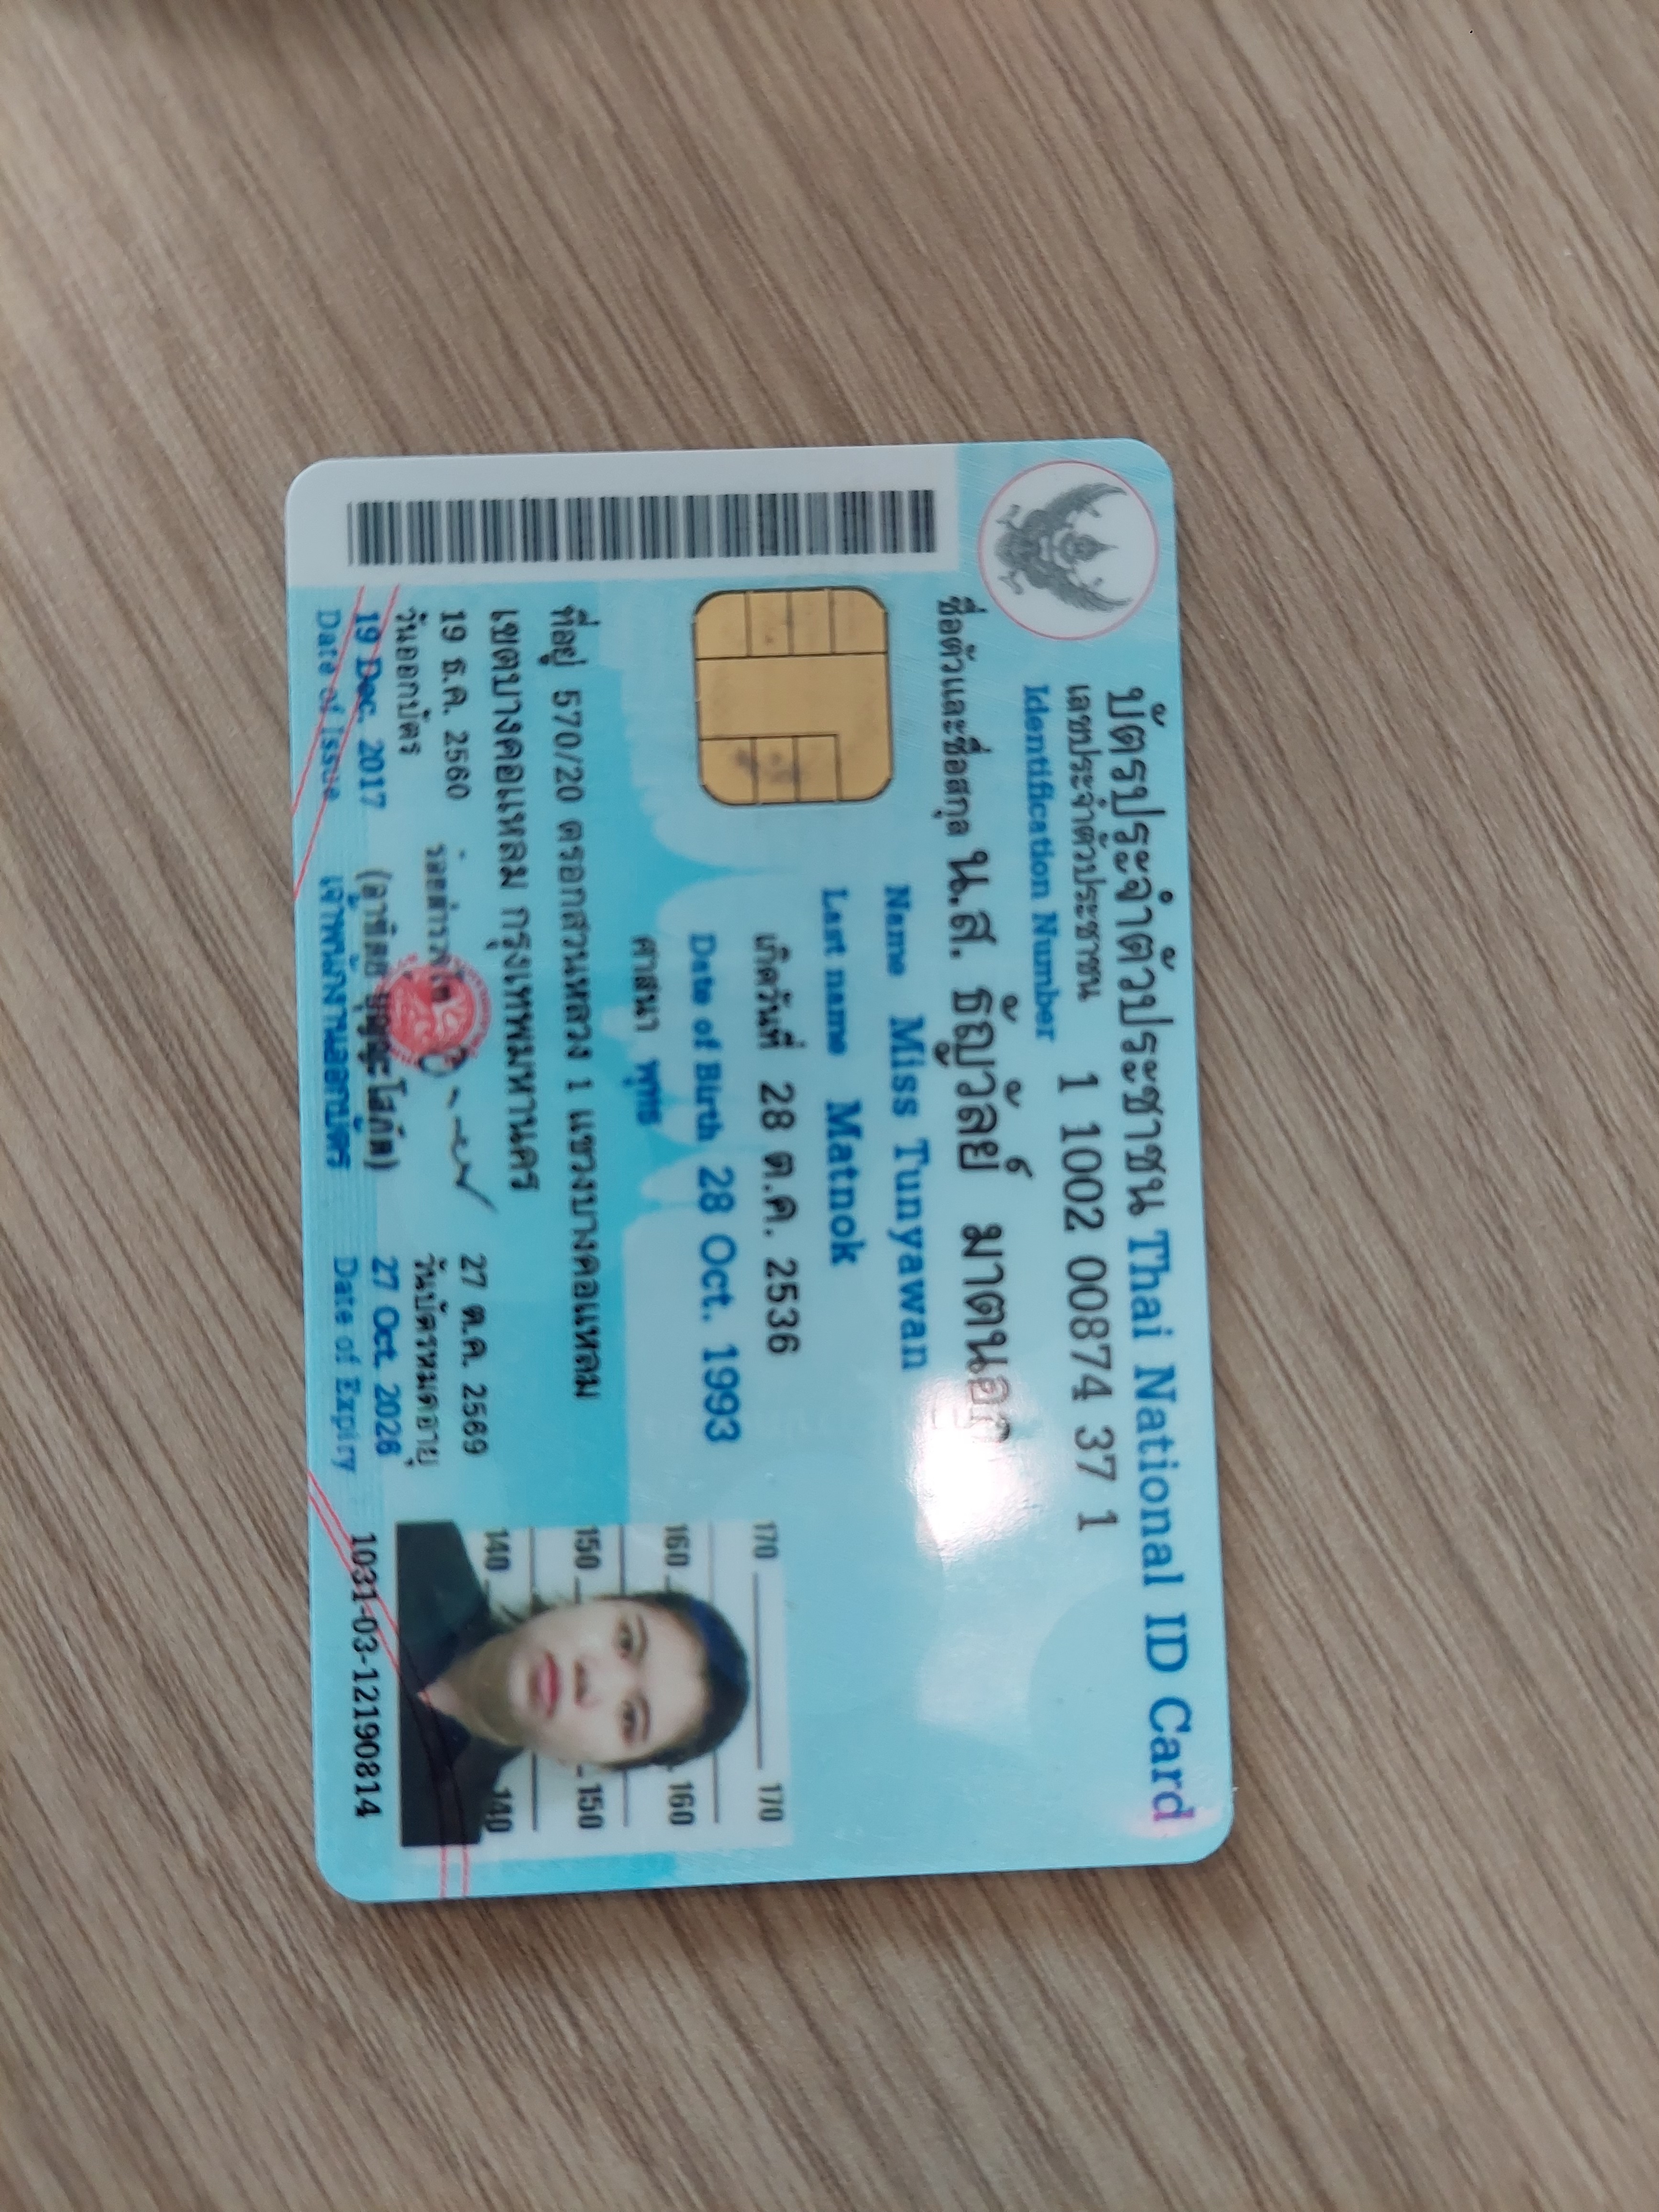 บัตรประจำตัวประชาชน Thai National ID Card
เลขประจำตัวประชาชน 1 1002 00874 37 1
Identification Number
ชื่อตัวและชื่อสกุล น.ส. ธัญวลัย์ มาตนอก
Name Miss Tunyawan
Last name Matnok
เกิดวันที่ 28 ต.ค. 2536
Date of Birth 28 Oct. 1993
ศาสนา พุทธ
ที่อยู่ 570/20 ตรอกสวนหลวง 1 แขวงบางคอแหลม
เขตบางคอแหลม กรุงเทพมหานคร
19 ธ.ค. 2560
วันออกบัตร
19 Dec. 2017
Date of Issue
ร้อยตำรวจโท
เจ้าพนักงานออกบัตร
27 ต.ค. 2569
วันบัตรหมดอายุ
27 Oct. 2026
Date of Expiry
170 170
160 160
150 150
140 140
1031-03-12190814